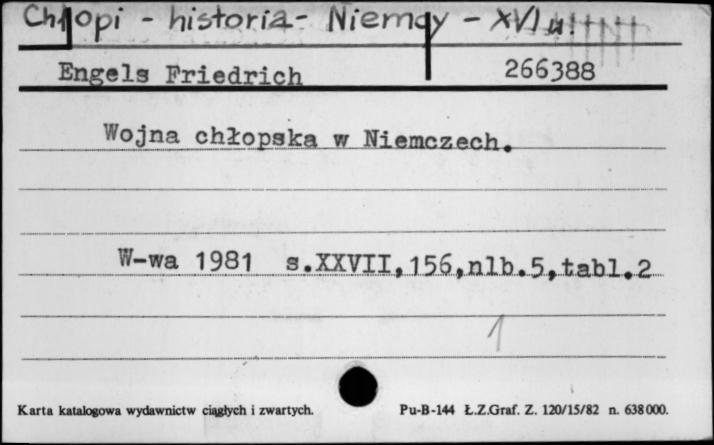 Chłopi - historia - Niemcy - XVI w.
Engels Friedrich 266388
Wojna chłopska w Niemczech.
W-wa 1981 s.XXVII,156,nlb.5,tabl.2
1
Karta katalogowa wydawnictw ciągłych i zwartych. Pu-B-144 Ł.Z.Graf. Z. 120/15/82 n. 638000.